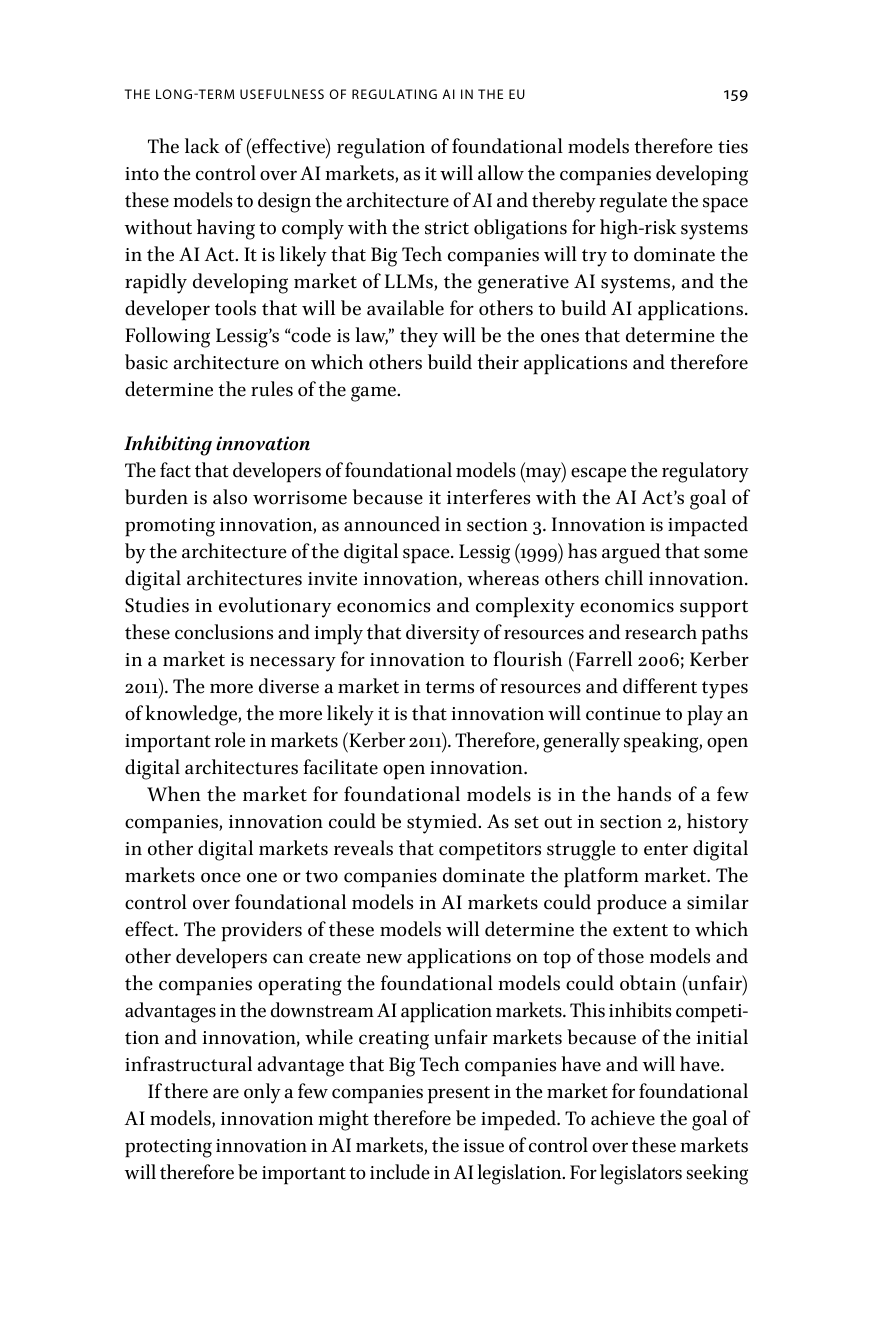 THE LONG-TERM USEFULNESS OF REGULATING AI IN THE EU 159
The lack of (effective) regulation of foundational models therefore ties
into the control over AI markets, as it will allow the companies developing
these models to design the architecture of AI and thereby regulate the space
without having to comply with the strict obligations for high-risk systems
in the AI Act. It is likely that Big Tech companies will try to dominate the
rapidly developing market of LLMs, the generative AI systems, and the
developer tools that will be available for others to build AI applications.
Following Lessig’s “code is law,” they will be the ones that determine the
basic architecture on which others build their applications and therefore
determine the rules of the game.
Inhibiting innovation
The fact that developers of foundational models (may) escape the regulatory
burden is also worrisome because it interferes with the AI Act’s goal of
promoting innovation, as announced in section 3. Innovation is impacted
by the architecture of the digital space. Lessig (1999) has argued that some
digital architectures invite innovation, whereas others chill innovation.
Studies in evolutionary economics and complexity economics support
these conclusions and imply that diversity of resources and research paths
in a market is necessary for innovation to flourish (Farrell 2006; Kerber
2011). The more diverse a market in terms of resources and different types
of knowledge, the more likely it is that innovation will continue to play an
important role in markets (Kerber 2011). Therefore, generally speaking, open
digital architectures facilitate open innovation.
When the market for foundational models is in the hands of a few
companies, innovation could be stymied. As set out in section 2, history
in other digital markets reveals that competitors struggle to enter digital
markets once one or two companies dominate the platform market. The
control over foundational models in AI markets could produce a similar
effect. The providers of these models will determine the extent to which
other developers can create new applications on top of those models and
the companies operating the foundational models could obtain (unfair)
advantages in the downstream AI application markets. This inhibits competi-
tion and innovation, while creating unfair markets because of the initial
infrastructural advantage that Big Tech companies have and will have.
If there are only a few companies present in the market for foundational
AI models, innovation might therefore be impeded. To achieve the goal of
protecting innovation in AI markets, the issue of control over these markets
will therefore be important to include in AI legislation. For legislators seeking